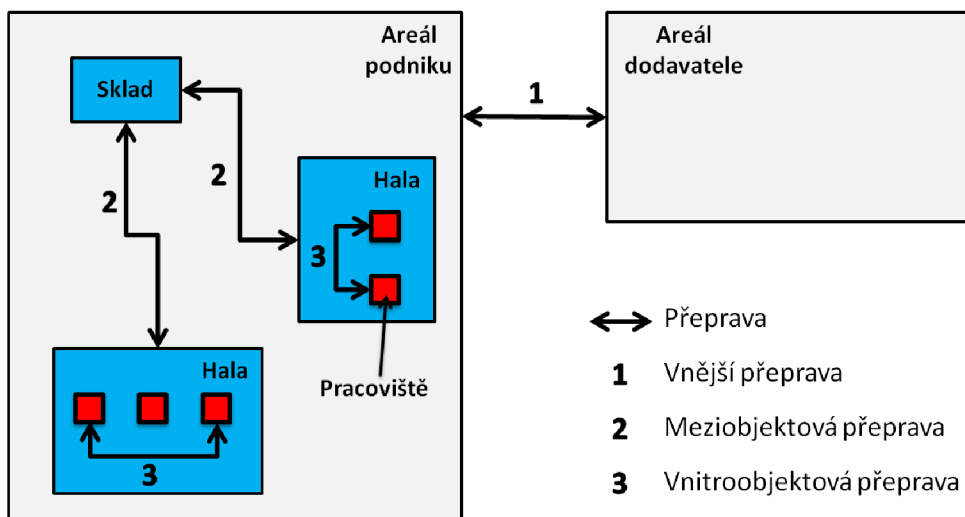 Areál
podniku
Areál
dodavatele
Sklad
1
2
2
Hala
3
Pracoviště
Hala
3
Přeprava
1 Vnější přeprava
2 Meziobjektová přeprava
3 Vnitroobjektová přeprava